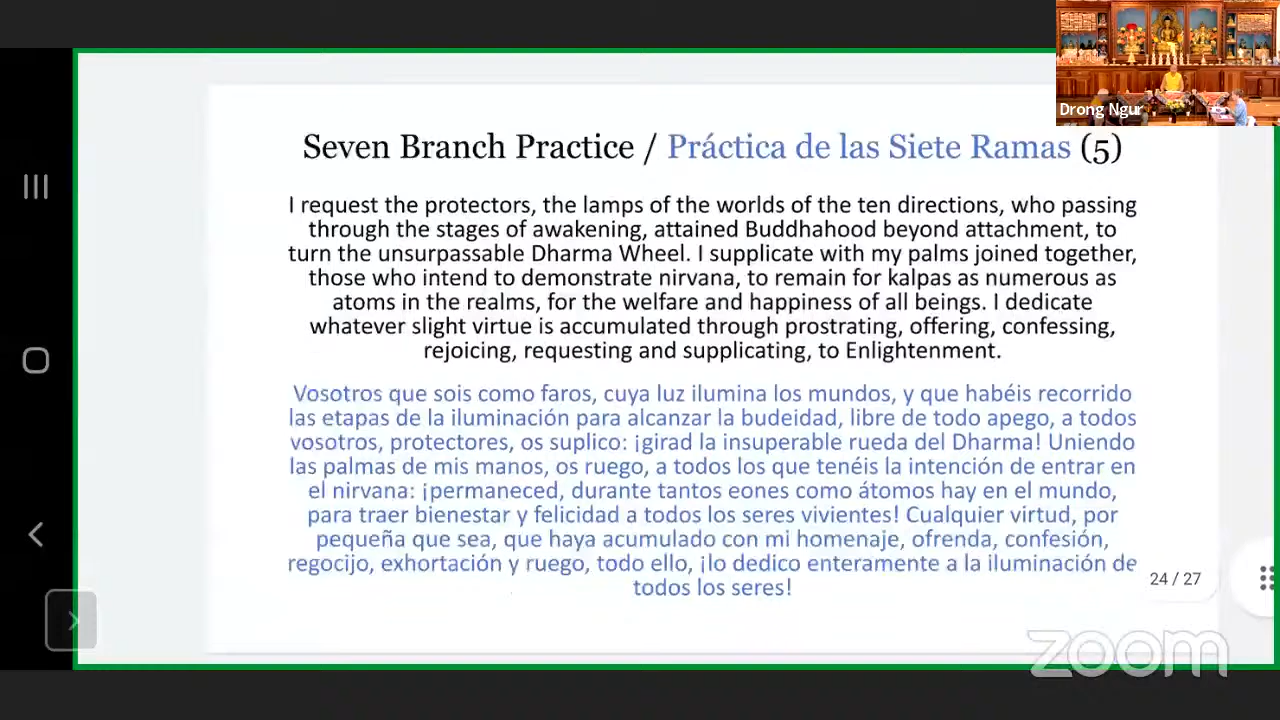 Drong Ngur
Seven Branch Practice / Práctica de las Siete Ramas (5)
I request the protectors, the lamps of the worlds of the ten directions, who passing
through the stages of awakening, attained Buddhahood beyond attachment, to
turn the unsurpassable Dharma Wheel. I supplicate with my palms joined together,
those who intend to demonstrate nirvana, to remain for kalpas as numerous as
atoms in the realms, for the welfare and happiness of all beings. I dedicate
whatever slight virtue is accumulated through prostrating, offering, confessing,
rejoicing, requesting and supplicating, to Enlightenment.
Vosotros que sois como faros, cuya luz ilumina los mundos, y que habéis recorrido
las etapas de la iluminación para alcanzar la budeidad, libre de todo apego, a todos
vosotros, protectores, os suplico: ¡girad la insuperable rueda del Dharma! Uniendo
las palmas de mis manos, os ruego, a todos los que tenéis la intención de entrar en
el nirvana: ¡permaneced, durante tantos eones como átomos hay en el mundo,
para traer bienestar y felicidad a todos los seres vivientes! Cualquier virtud, por
pequeña que sea, que haya acumulado con mi homenaje, ofrenda, confesión,
regocijo, exhortación y ruego, todo ello, ¡lo dedico enteramente a la iluminación de
todos los seres!
24 / 27
zoom